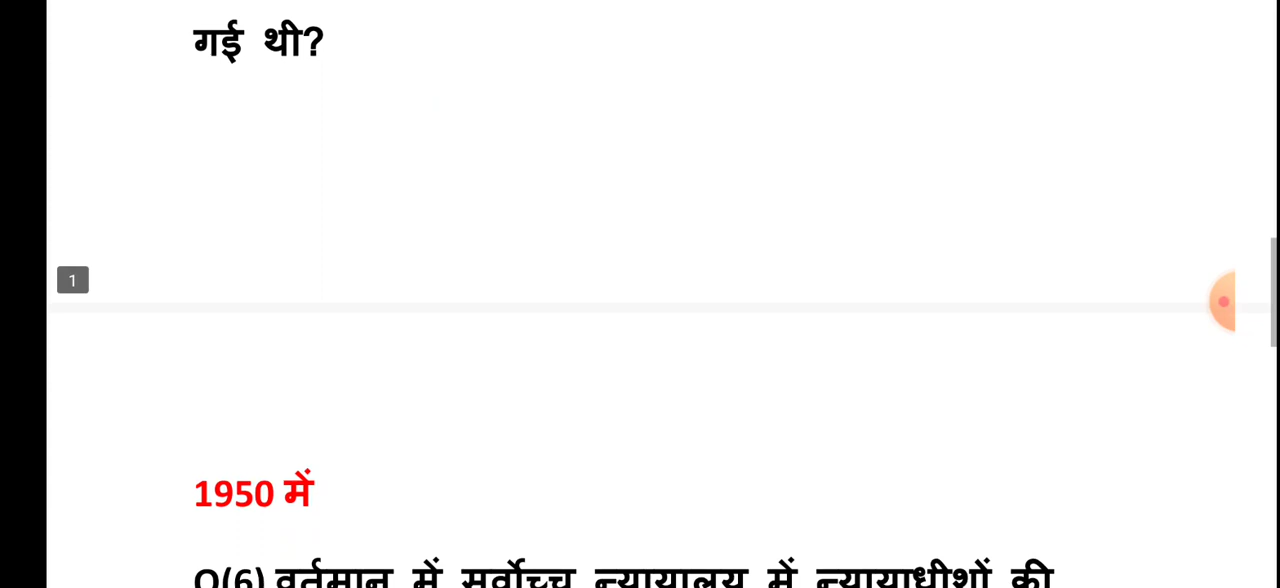 गई थी?
1
1950 में
Q(6) वर्तमान में सर्वोच्च न्यायालय में न्यायाधीशों की